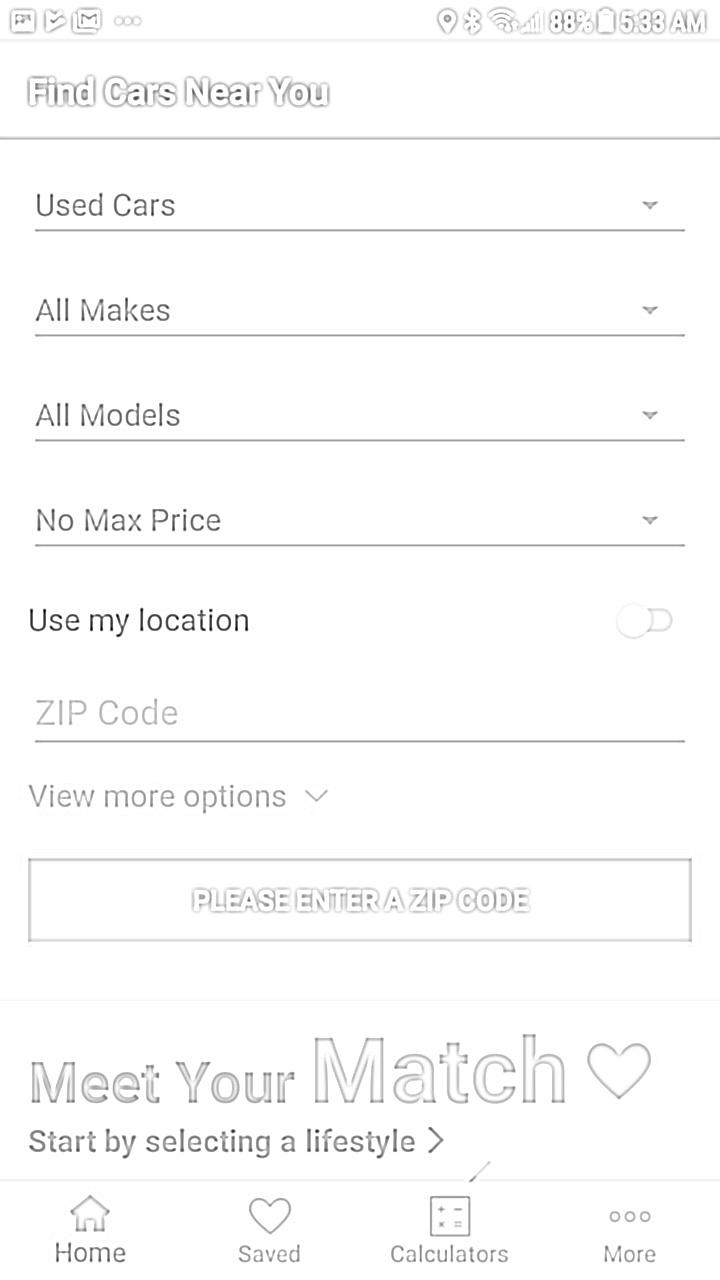 88% 5:33 AM
Find Cars Near You
Used Cars
All Makes
All Models
No Max Price
Use my location
ZIP Code
View more options
PLEASE ENTER A ZIP CODE
Meet Your Match
Start by selecting a lifestyle
Home Saved Calculators More